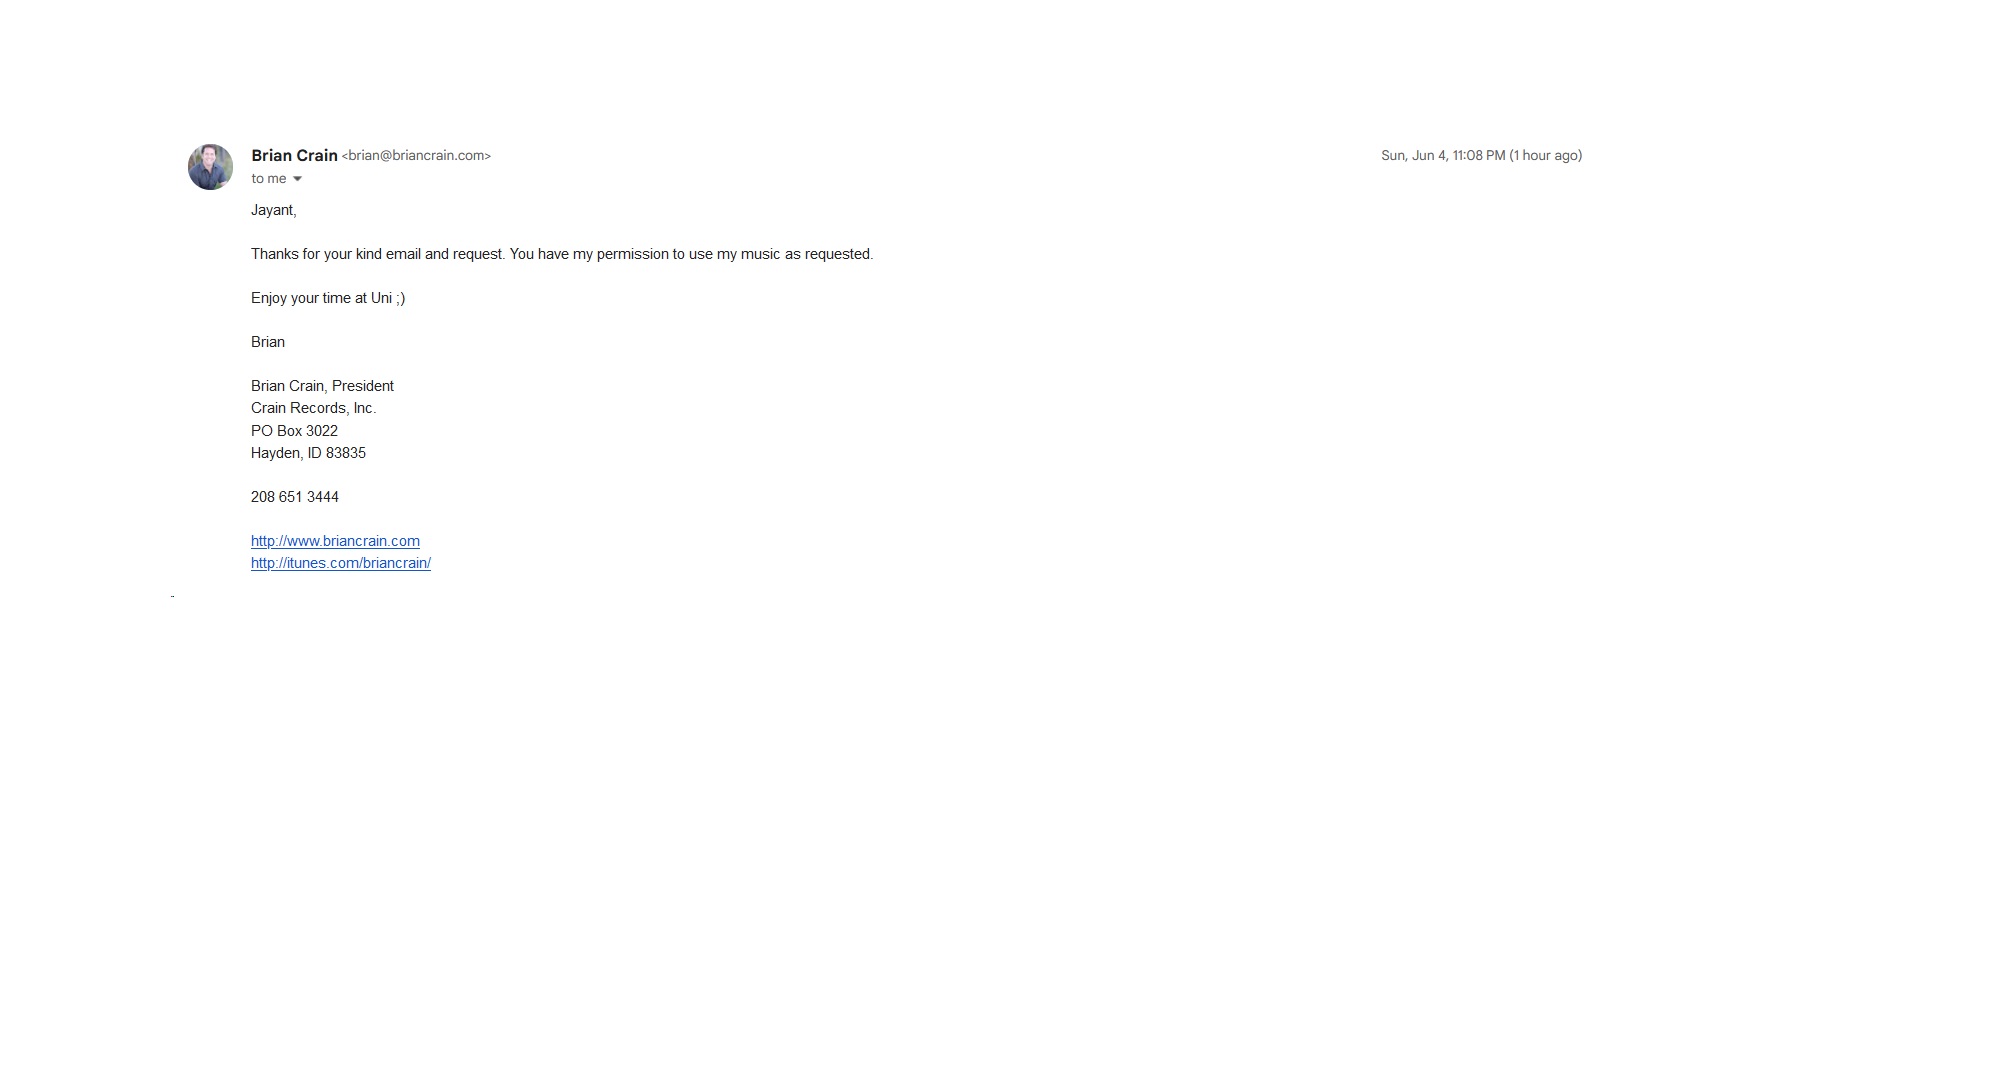 Brian Crain <brian@briancrain.com> Sun, Jun 4, 11:08 PM (1 hour ago)
to me
Jayant,
Thanks for your kind email and request. You have my permission to use my music as requested.
Enjoy your time at Uni ;)
Brian
Brian Crain, President
Crain Records, Inc.
PO Box 3022
Hayden, ID 83835
208 651 3444
http://www.briancrain.com
http://itunes.com/briancrain/